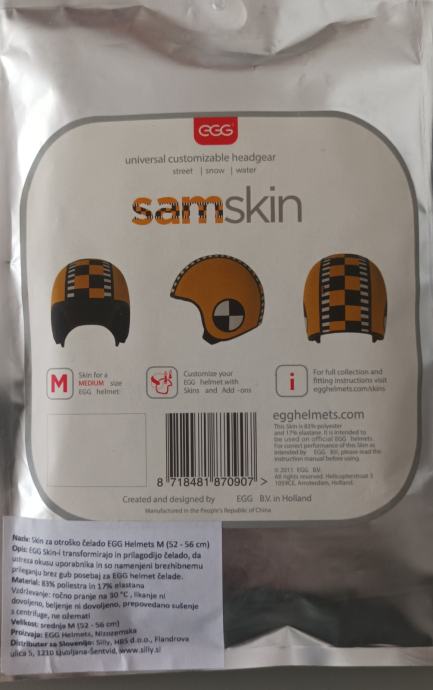 EGG
universal customizable headgear
street | snow | water
samskin
M
Skin for a
MEDIUM size
EGG helmet
Customize your
EGG helmet with
Skins and Add -ons
i
For full collection and
fitting instructions visit
egghelmets.com/skins
egghelmets.com
This Skin is 83% polyester
and 17% elastane. It is intended to
be used on official EGG helmets.
For correct performance of this Skin as
intended by EGG B.V. please read the
instruction manual before using.
© 2011 EGG B.V.
All rights reserved. Helicopterstraat 3
1059CE, Amsterdam, Holland.
8 718481 870907 >
Created and designed by EGG B.V. in Holland
Manufactured in the People's Republic of China
Naziv: Skin za otroško čelado EGG Helmets M (52 - 56 cm)
Opis: EGG Skin-i transformirajo in prilagodijo čelado, da
ustreza okusu uporabnika in so namenjeni brezhibnemu
prileganju brez gub posebaj za EGG helmet čelade.
Material: 83% poliestra in 17% elastana
Vzdrževanje: ročno pranje na 30 °C, likanje ni
dovoljeno, beljenje ni dovoljeno, prepovedano sušenje
s centrifuge, ne ožemati
Velikost: srednja M (52 - 56 cm)
Proizvaja: EGG Helmets, Nizozemska
Distributer za Slovenijo: Silly, HBS d.o.o., Flandrova
ulica 5, 1210 Ljubljana-Šentvid, www.silly.si